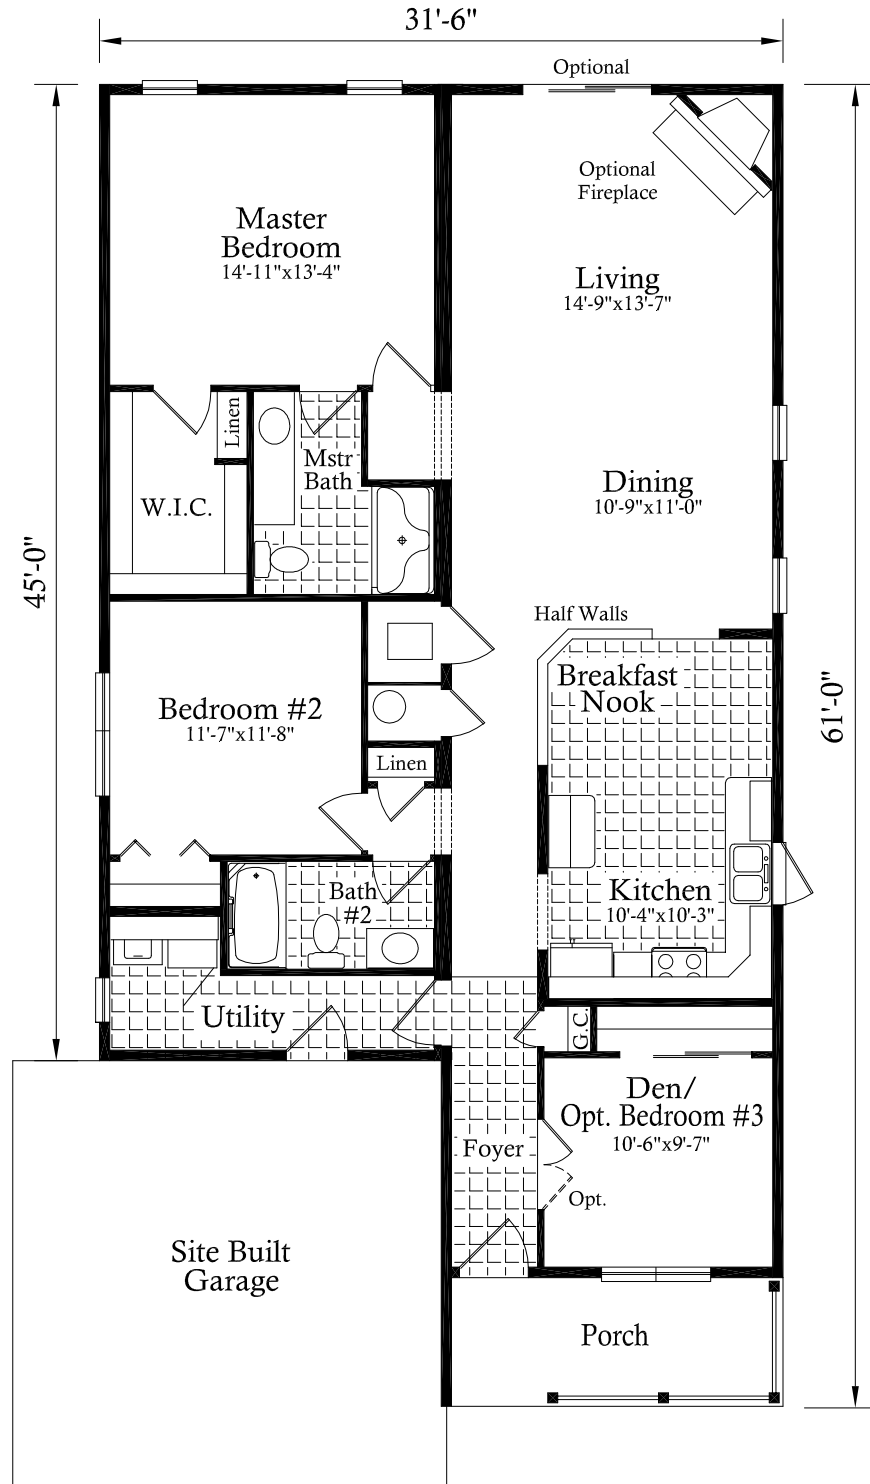 31'-6"
Optional
Optional
Fireplace
Master
Bedroom
14'-11"x13'-4"
Living
14'-9"x13'-7"
Linen
Mstr
Bath
W.I.C.
Dining
10'-9"x11'-0"
45'-0"
Half Walls
Breakfast
Nook
61'-0"
Bedroom #2
11'-7"x11'-8"
Linen
Bath
#2
Kitchen
10'-4"x10'-3"
Utility
G.C.
Den/
Opt. Bedroom #3
10'-6"x9'-7"
Foyer
Opt.
Site Built
Garage
Porch